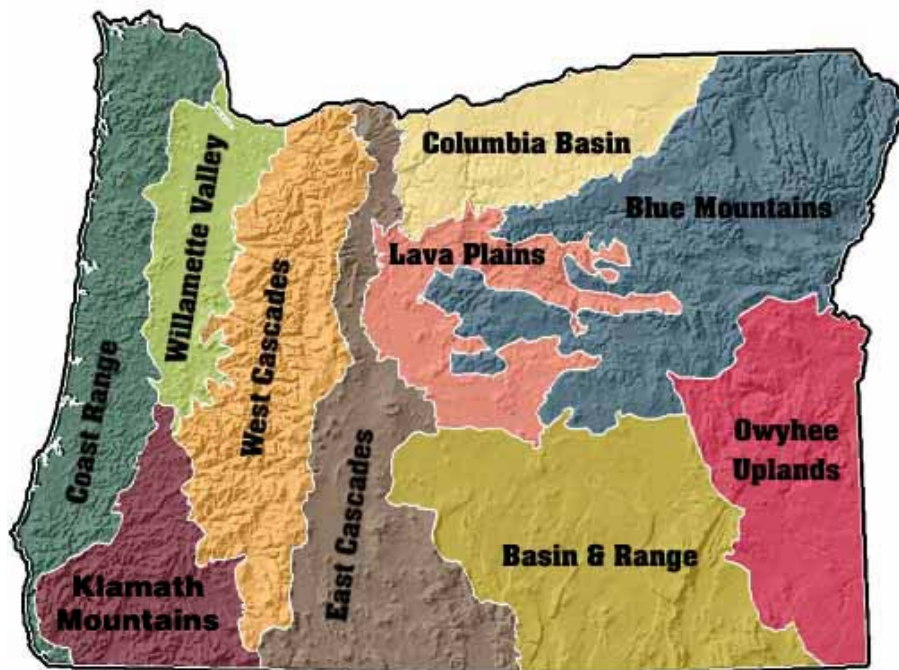 Columbia Basin
Blue Mountains
Willamette Valley
Lava Plains
West Cascades
Coast Range
Owyhee
Uplands
East Cascades
Basin & Range
Klamath
Mountains